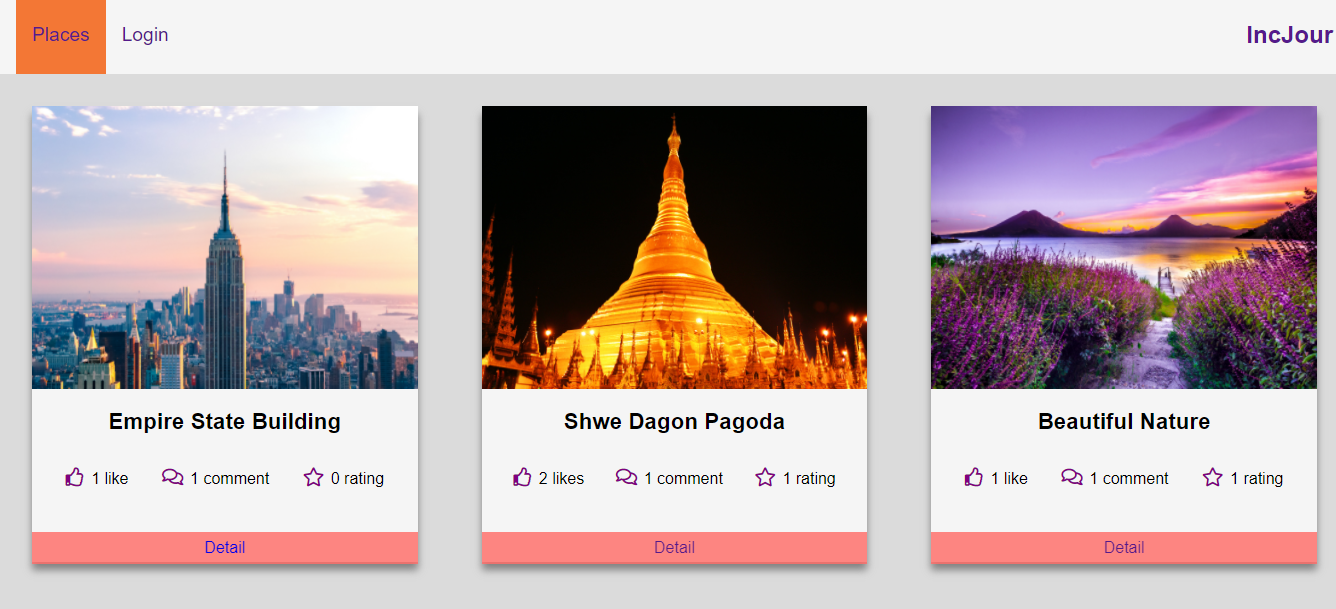 Places Login IncJour
Empire State Building
1 like 1 comment 0 rating
Detail
Shwe Dagon Pagoda
2 likes 1 comment 1 rating
Detail
Beautiful Nature
1 like 1 comment 1 rating
Detail